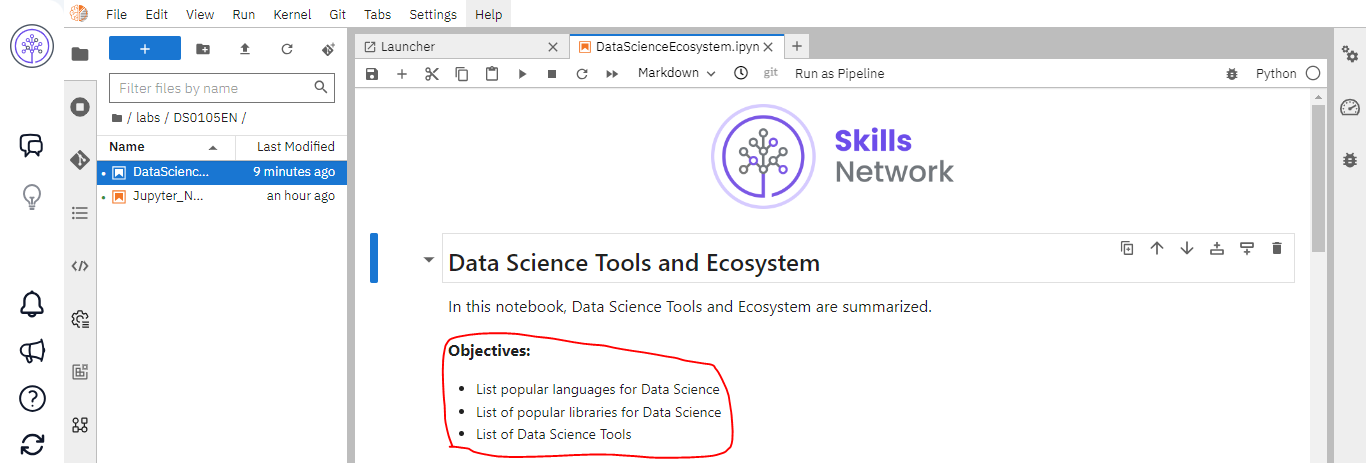 File Edit View Run Kernel Git Tabs Settings Help
+
Filter files by name
/ labs / DS0105EN /
Name Last Modified
DataScienc... 9 minutes ago
Jupyter_N... an hour ago
Launcher
DataScienceEcosystem.ipyn
Markdown git Run as Pipeline Python
Skills
Network
Data Science Tools and Ecosystem
In this notebook, Data Science Tools and Ecosystem are summarized.
Objectives:
• List popular languages for Data Science
• List of popular libraries for Data Science
• List of Data Science Tools